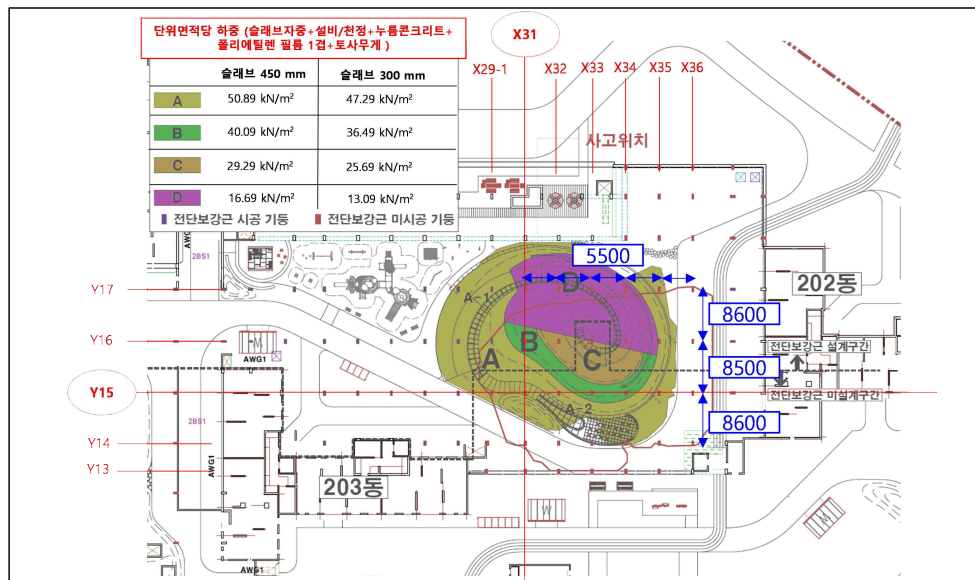 단위면적당 하중 (슬래브자중+설비/천정+누름콘크리트+
폴리에틸렌 필름 1겹+토사무게 )
슬래브 450 mm 슬래브 300 mm
A 50.89 kN/m² 47.29 kN/m²
B 40.09 kN/m² 36.49 kN/m²
C 29.29 kN/m² 25.69 kN/m²
D 16.69 kN/m² 13.09 kN/m²
전단보강근 시공 기둥 전단보강근 미시공 기둥
X31
X29-1 X32 X33 X34 X35 X36
사고위치
AWG
2BS1
5500
D
202동
Y17
A-1
8600
Y16
M
AWG1
A B C
8500
전단보강근 설계구간
전단보강근 미설계구간
Y15
2BS1
A-2
8600
Y14
AWG1
Y13
203동
W
M
AWG1